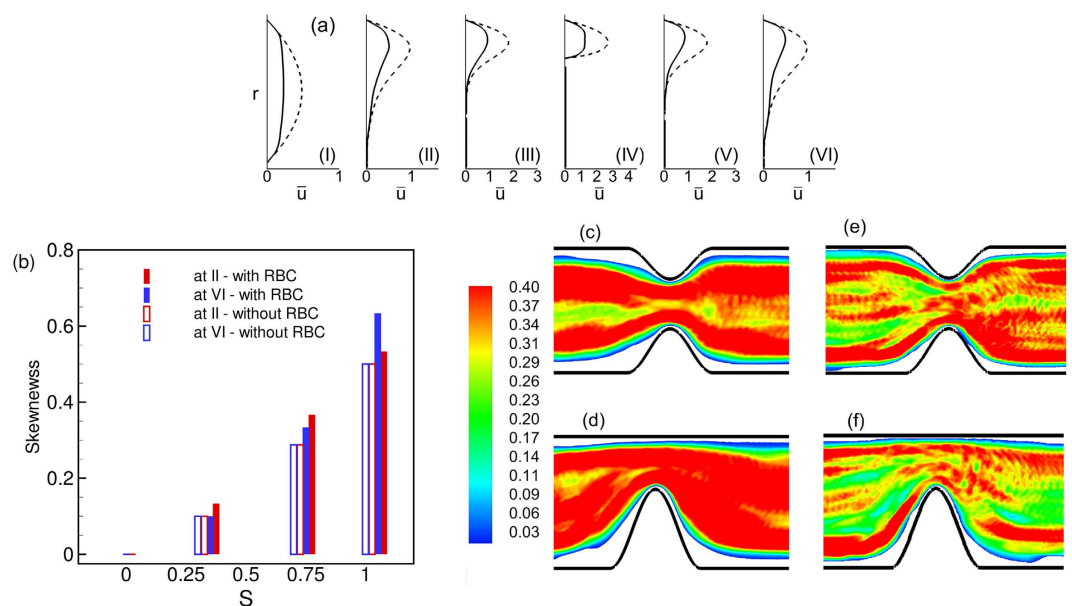 (a)
r
(I) (II) (III) (IV) (V) (VI)
0 1 0 1 0 1 2 3 0 1 2 3 4 0 1 2 3 0 1
ū ū ū ū ū ū
(b)
0.8
0.6
0.4
0.2
0
Skewnewss
at II - with RBC
at VI - with RBC
at II - without RBC
at VI - without RBC
0 0.25 0.5 0.75 1
S
0.40
0.37
0.34
0.31
0.29
0.26
0.23
0.20
0.17
0.14
0.11
0.09
0.06
0.03
(c)
(e)
(d)
(f)